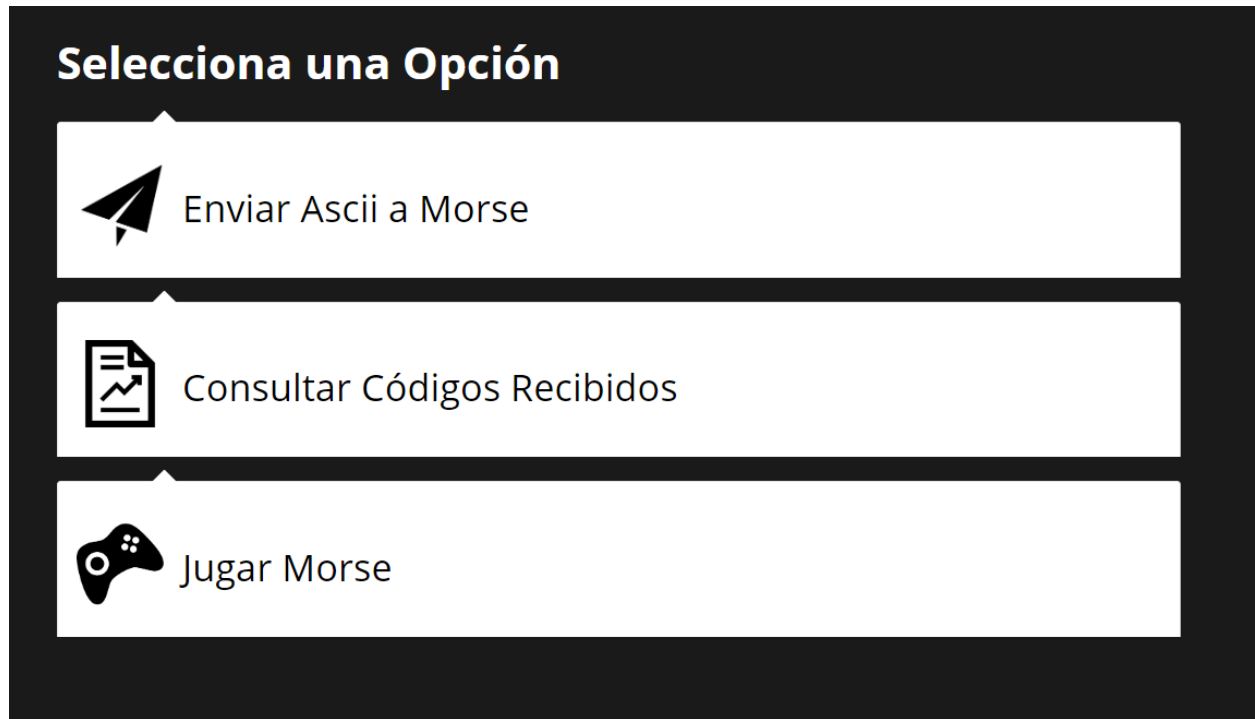 Selecciona una Opción
Enviar Ascii a Morse
Consultar Códigos Recibidos
Jugar Morse